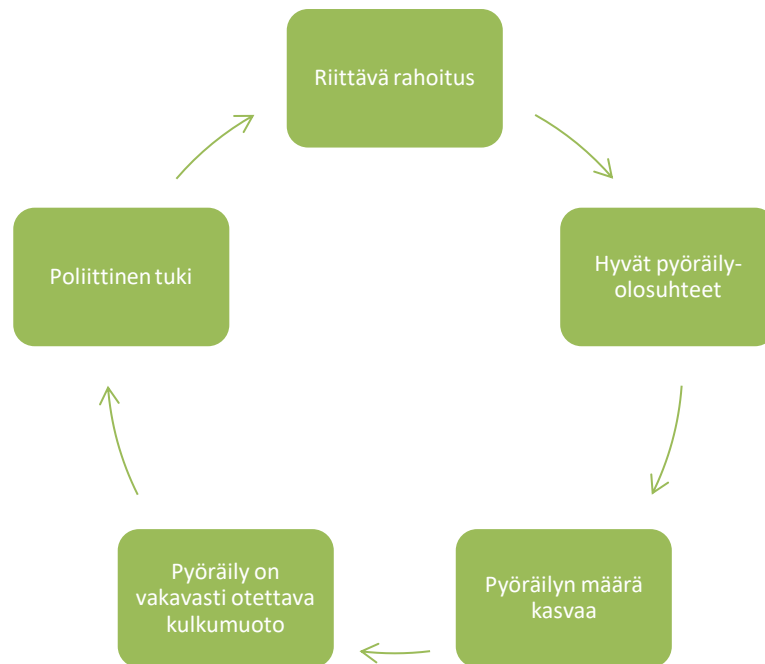 Riittävä rahoitus
Hyvät pyöräily-
olosuhteet
Pyöräilyn määrä
kasvaa
Pyöräily on
vakavasti otettava
kulkumuoto
Poliittinen tuki